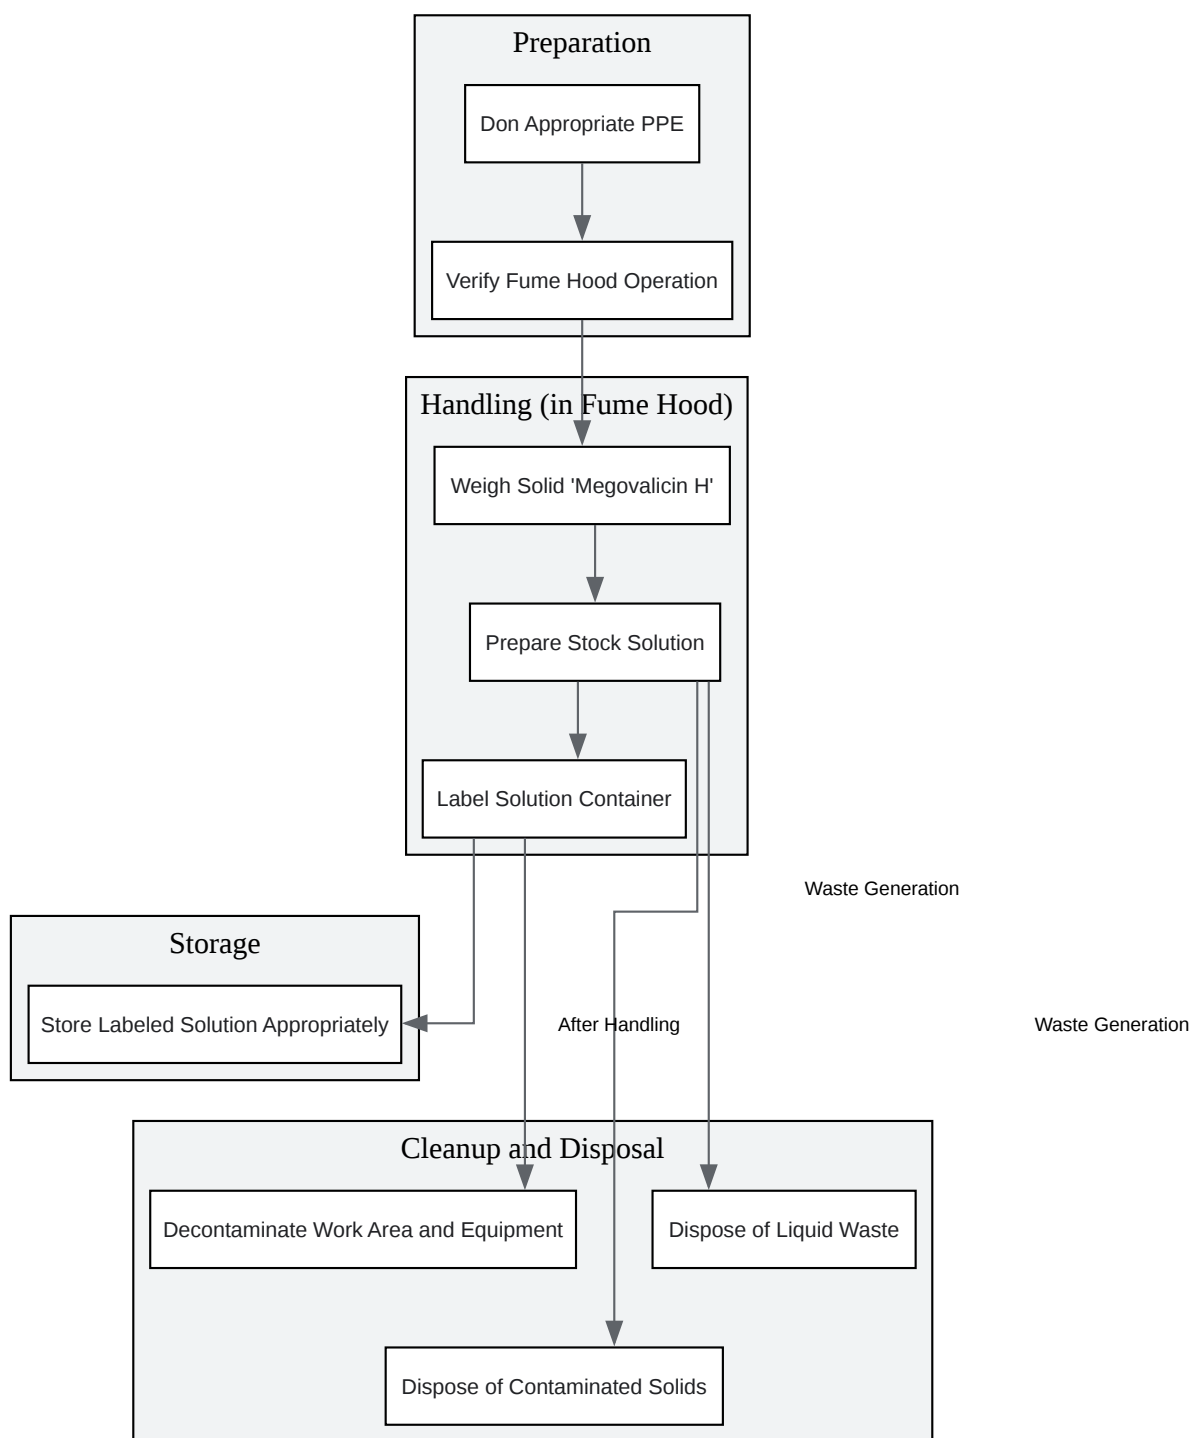 Preparation
Don Appropriate PPE
Verify Fume Hood Operation
Handling (in Fume Hood)
Weigh Solid 'Megovalicin H'
Prepare Stock Solution
Label Solution Container
Waste Generation
Storage
Store Labeled Solution Appropriately
After Handling
Waste Generation
Cleanup and Disposal
Decontaminate Work Area and Equipment
Dispose of Liquid Waste
Dispose of Contaminated Solids